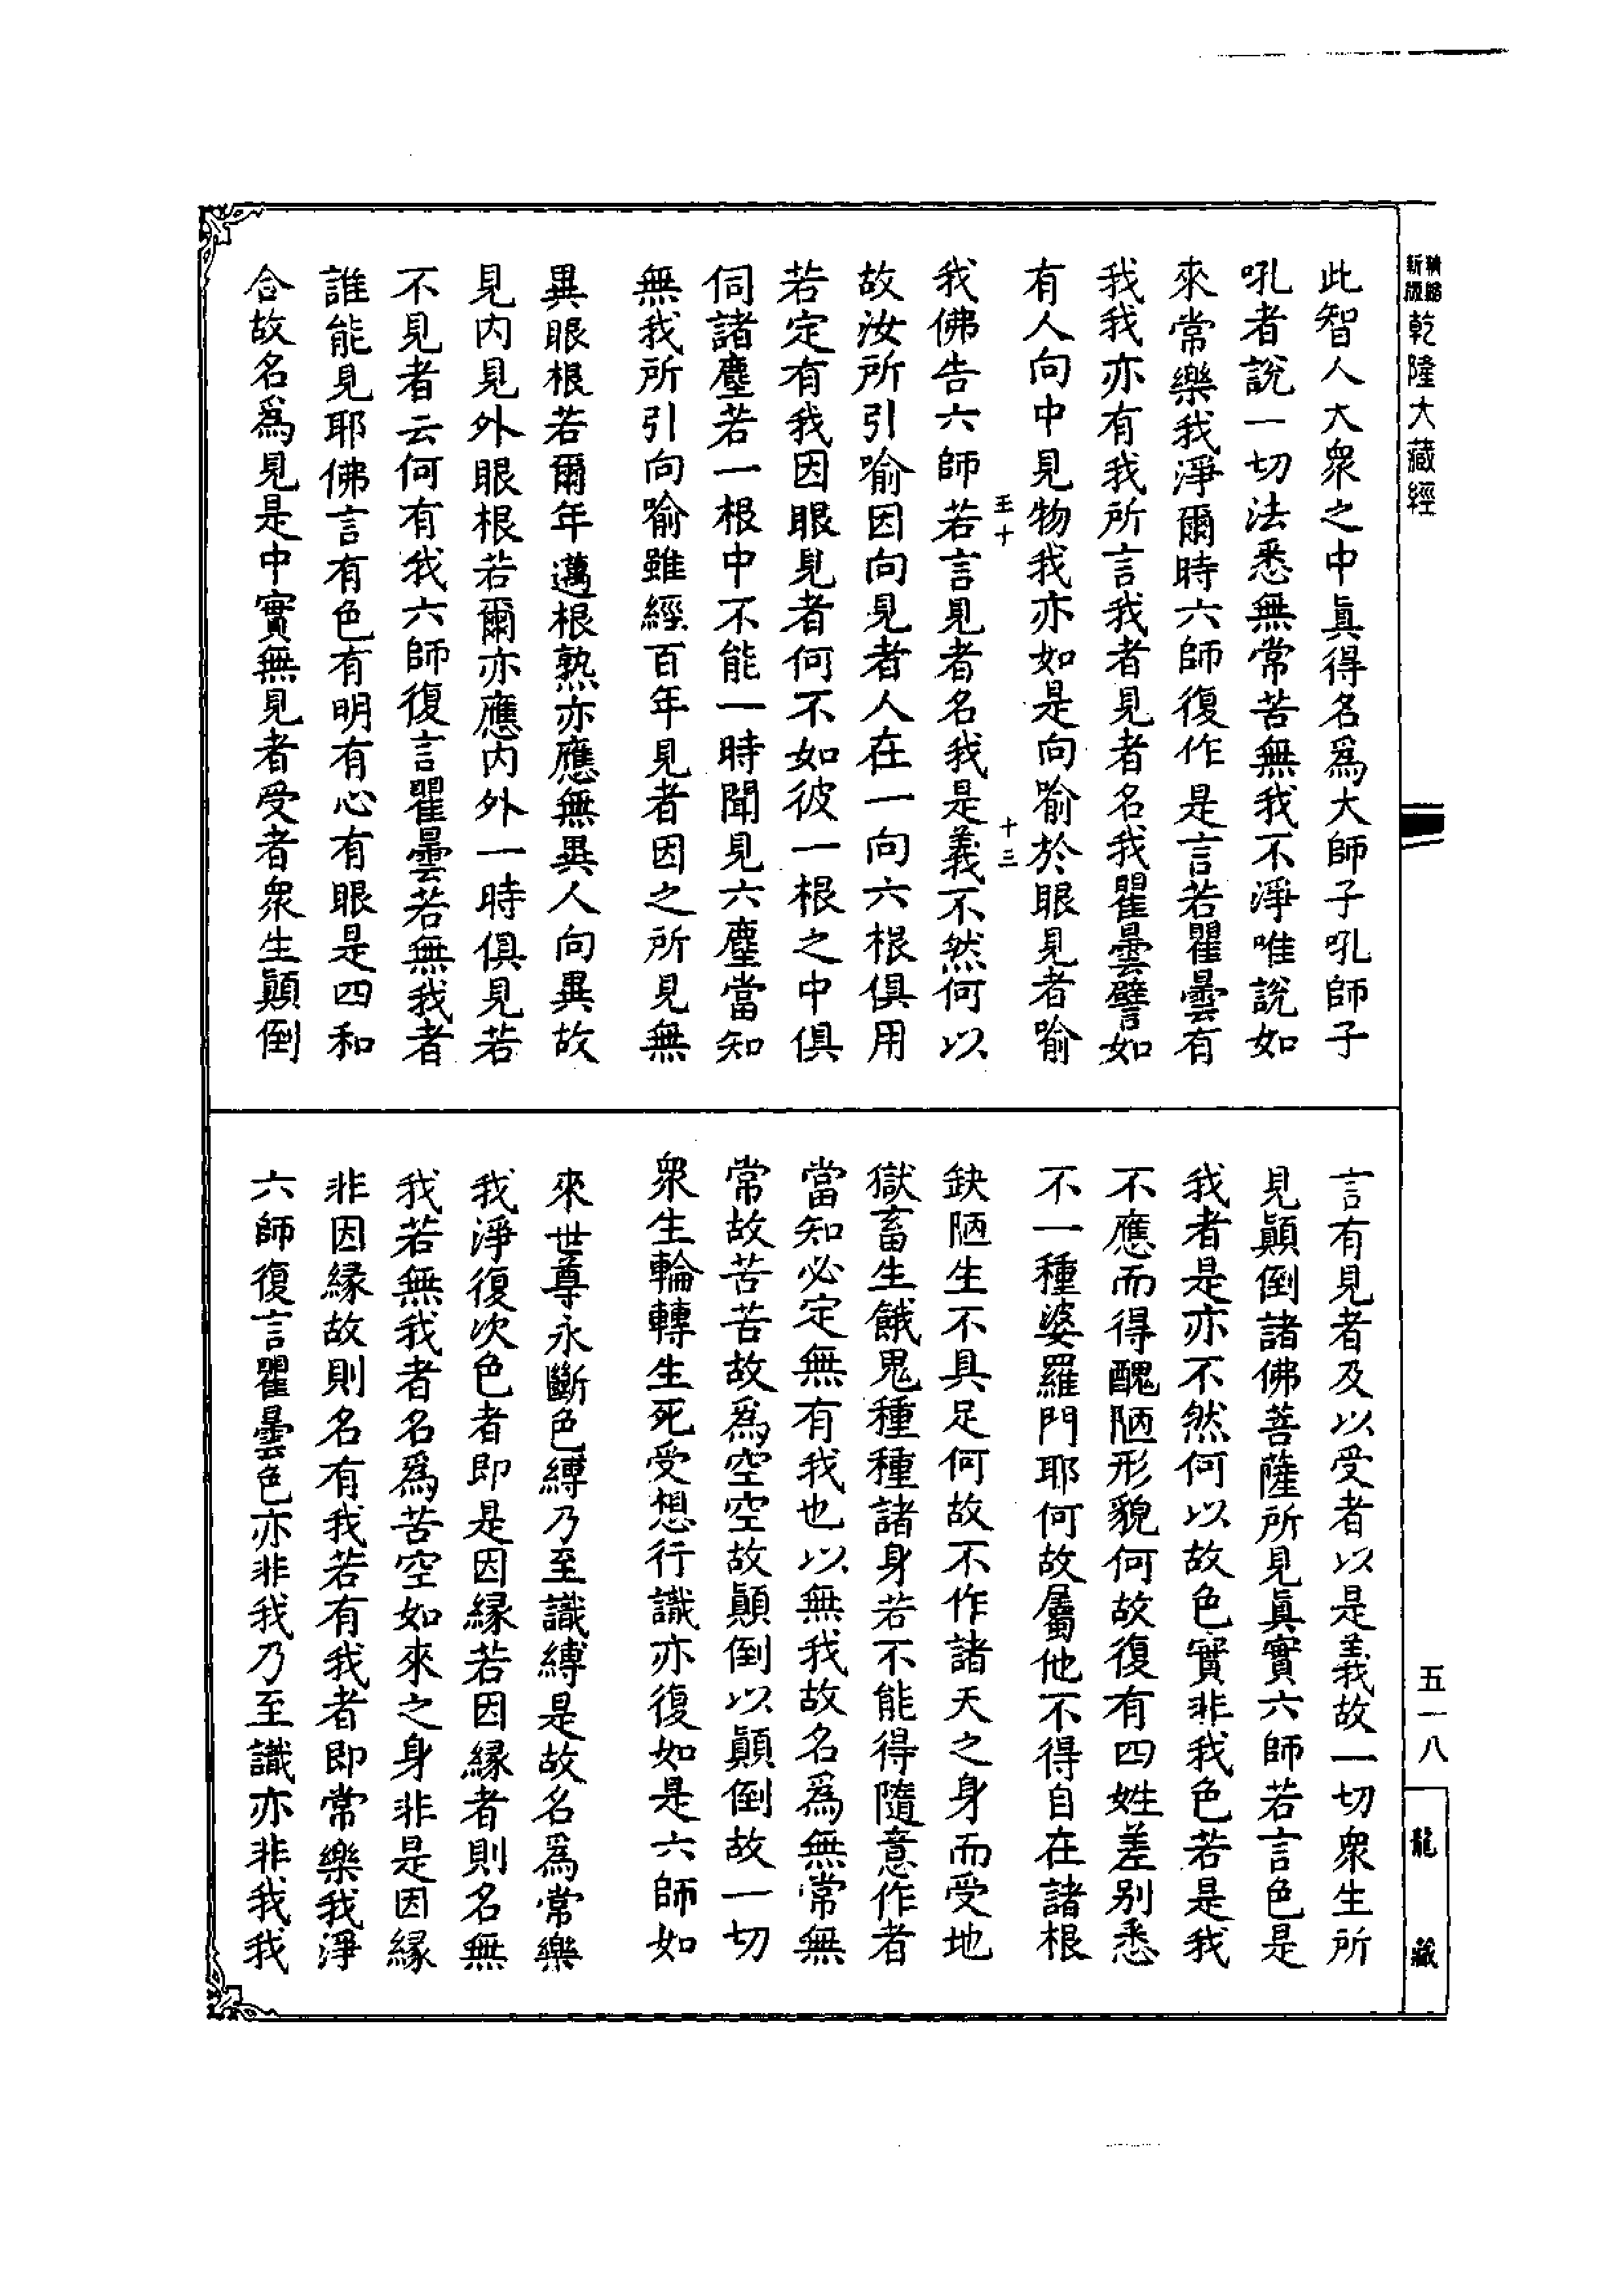 新版
精縮
乾隆大藏經
五一八
龍藏
此智人大衆之中眞得名爲大師子吼師子
吼者說一切法悉無常苦無我不淨唯說如
來常樂我淨爾時六師復作是言若瞿曇有
我我亦有我所言我者見者名我瞿曇譬如
有人向中見物我亦如是向喻於眼見者喻
王十
十三
我佛告六師若言見者名我是義不然何以
故汝所引喻因向見者人在一向六根俱用
若定有我因眼見者何不如彼一根之中俱
伺諸塵若一根中不能一時聞見六塵當知
無我所引向喻雖經百年見者因之所見無
異眼根若爾年邁根熟亦應無異人向異故
見内見外眼根若爾亦應内外一時俱見若
不見者云何有我六師復言瞿曇若無我者
誰能見耶佛言有色有明有心有眼是四和
合故名爲見是中實無見者受者衆生顛倒
言有見者及以受者以是義故一切衆生所
見顛倒諸佛菩薩所見眞實六師若言色是
我者是亦不然何以故色實非我色若是我
不應而得醜陋形貌何故復有四姓差别悉
不一種婆羅門耶何故屬他不得自在諸根
缺陋生不具足何故不作諸天之身而受地
獄畜生餓鬼種種諸身若不能得隨意作者
當知必定無有我也以無我故名爲無常無
常故苦苦故爲空空故顛倒以顛倒故一切
衆生輪轉生死受想行識亦復如是六師如
來世尊永斷色縛乃至識縛是故名爲常樂
我淨復次色者即是因緣若因緣者則名無
我若無我者名爲苦空如來之身非是因緣
非因緣故則名有我若有我者即常樂我淨
六師復言瞿曇色亦非我乃至識亦非我我